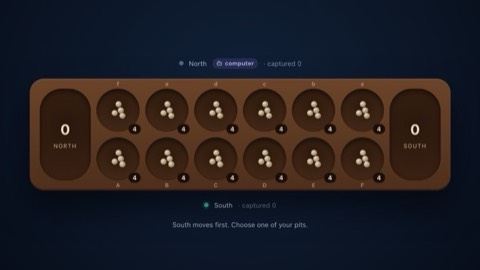 North computer · captured 0
f e d c b a
4 4 4 4 4 4
0 NORTH
0 SOUTH
4 4 4 4 4 4
A B C D E F
South · captured 0
South moves first. Choose one of your pits.